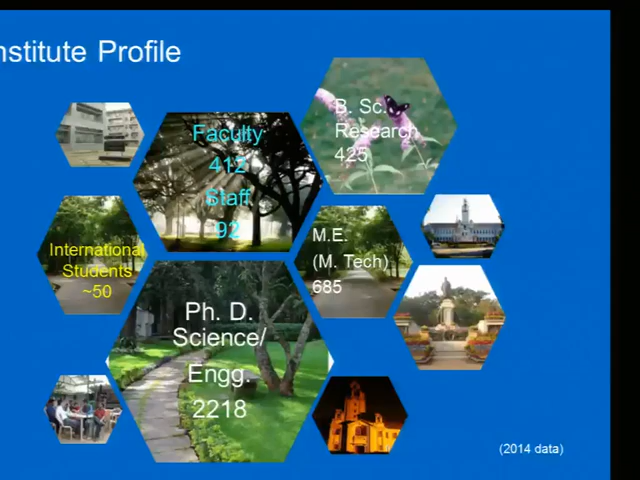 nstitute Profile
B. Sc.
Research
425
Faculty
412
Staff
92
M.E.
(M. Tech)
685
International
Students
~50
Ph. D.
Science/
Engg.
2218
(2014 data)